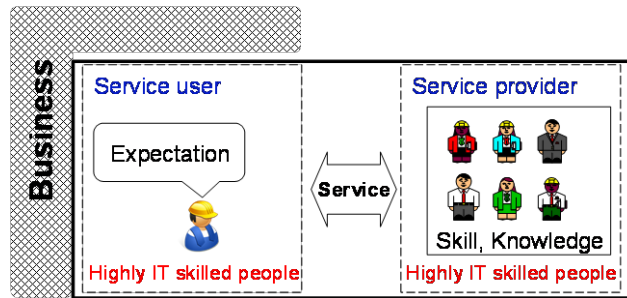 Business
Service user
Service provider
Expectation
Service
Skill, Knowledge
Highly IT skilled people
Highly IT skilled people